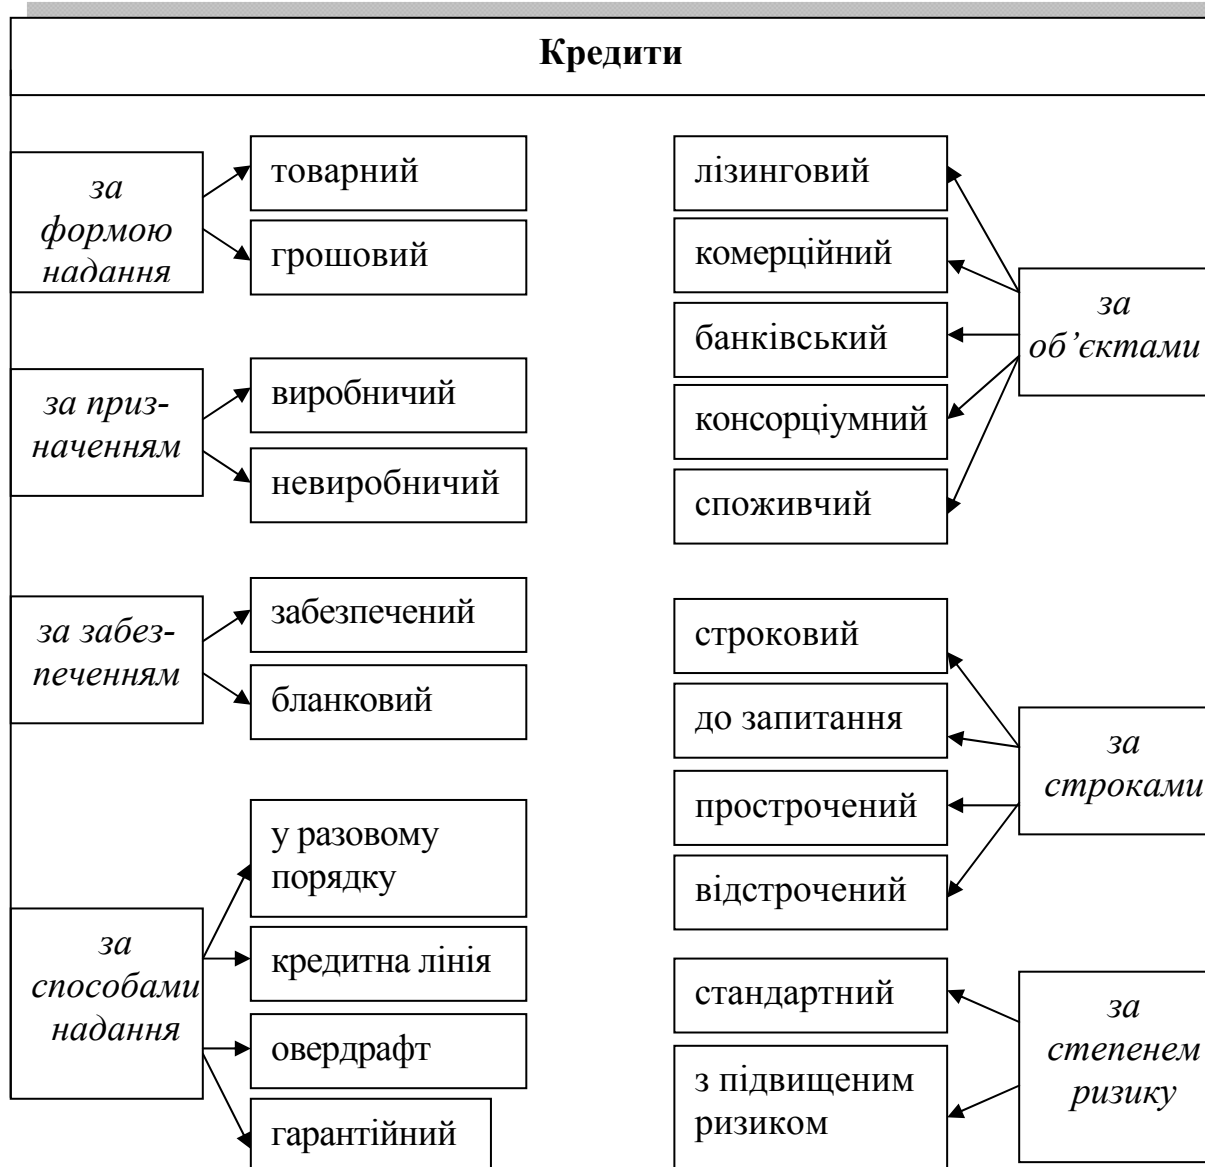 Кредити
за
формою
надання
товарний
грошовий
за приз-
наченням
виробничий
невиробничий
за забез-
печенням
забезпечений
бланковий
за
способами
надання
у разовому
порядку
кредитна лінія
овердрафт
гарантійний
лізинговий
комерційний
банківський
консорціумний
споживчий
за
об’єктами
строковий
до запитання
прострочений
відстрочений
за
строками
стандартний
з підвищеним
ризиком
за
степенем
ризику